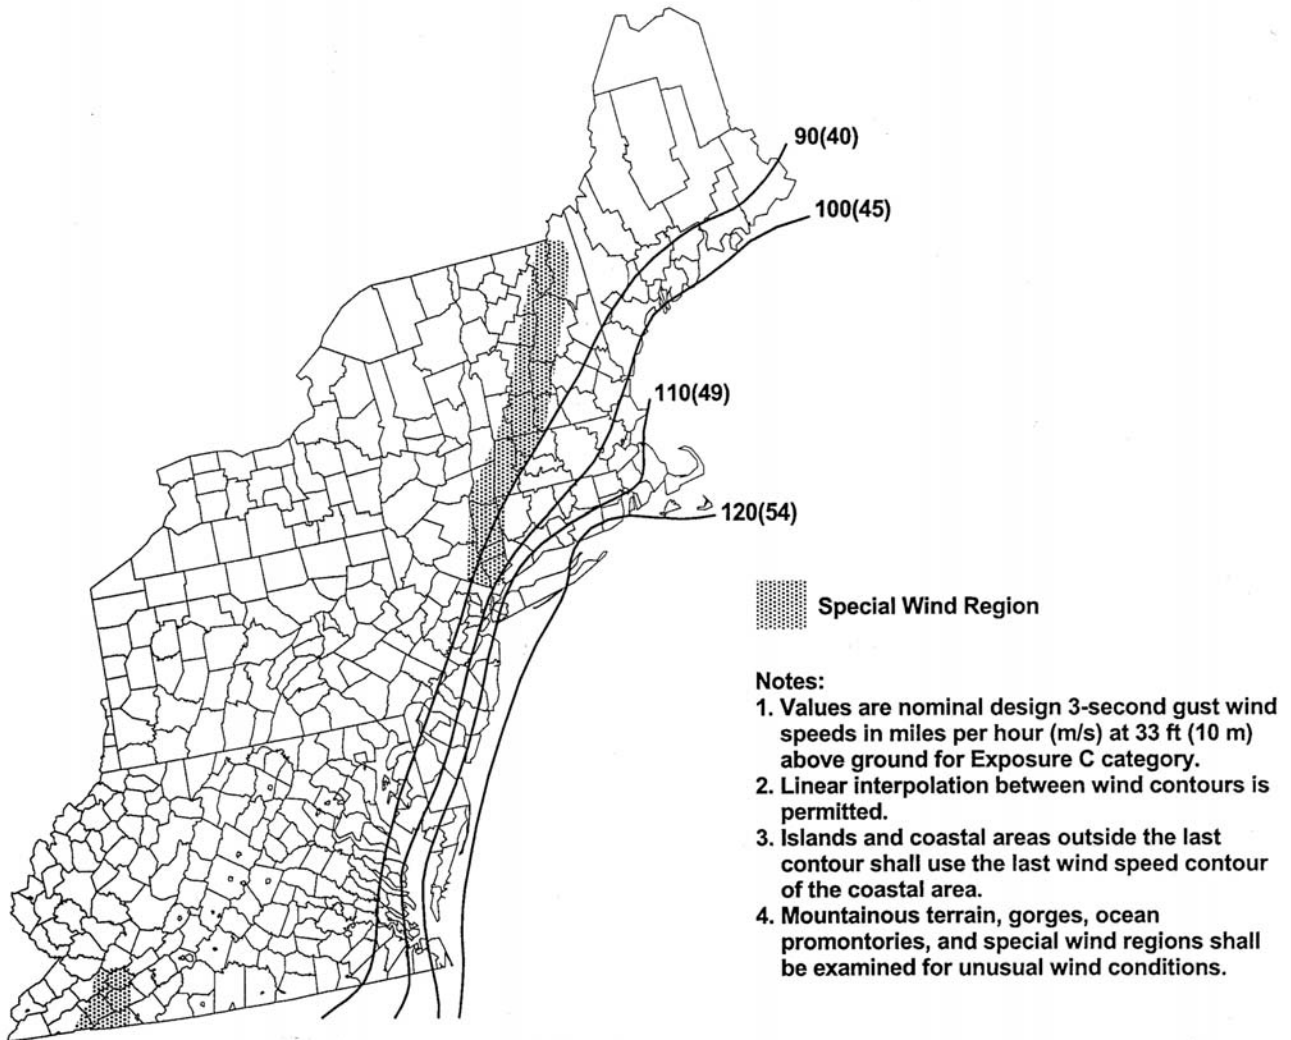 90(40)
100(45)
110(49)
120(54)
Special Wind Region
Notes:
1. Values are nominal design 3-second gust wind
speeds in miles per hour (m/s) at 33 ft (10 m)
above ground for Exposure C category.
2. Linear interpolation between wind contours is
permitted.
3. Islands and coastal areas outside the last
contour shall use the last wind speed contour
of the coastal area.
4. Mountainous terrain, gorges, ocean
promontories, and special wind regions shall
be examined for unusual wind conditions.